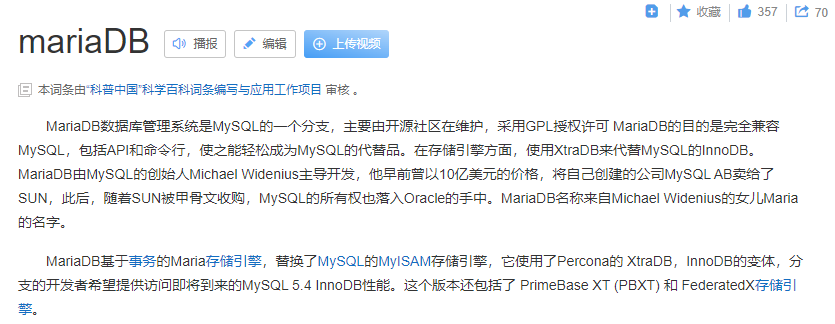 收藏 357 70
mariaDB 播报 编辑 上传视频
本词条由“科普中国”科学百科词条编写与应用工作项目 审核 。
MariaDB数据库管理系统是MySQL的一个分支，主要由开源社区在维护，采用GPL授权许可 MariaDB的目的是完全兼容
MySQL，包括API和命令行，使之能轻松成为MySQL的代替品。在存储引擎方面，使用XtraDB来代替MySQL的InnoDB。
MariaDB由MySQL的创始人Michael Widenius主导开发，他早前曾以10亿美元的价格，将自己创建的公司MySQL AB卖给了
SUN，此后，随着SUN被甲骨文收购，MySQL的所有权也落入Oracle的手中。MariaDB名称来自Michael Widenius的女儿Maria
的名字。
MariaDB基于事务的Maria存储引擎，替换了MySQL的MyISAM存储引擎，它使用了Percona的 XtraDB，InnoDB的变体，分
支的开发者希望提供访问即将到来的MySQL 5.4 InnoDB性能。这个版本还包括了 PrimeBase XT (PBXT) 和 FederatedX存储引
擎。